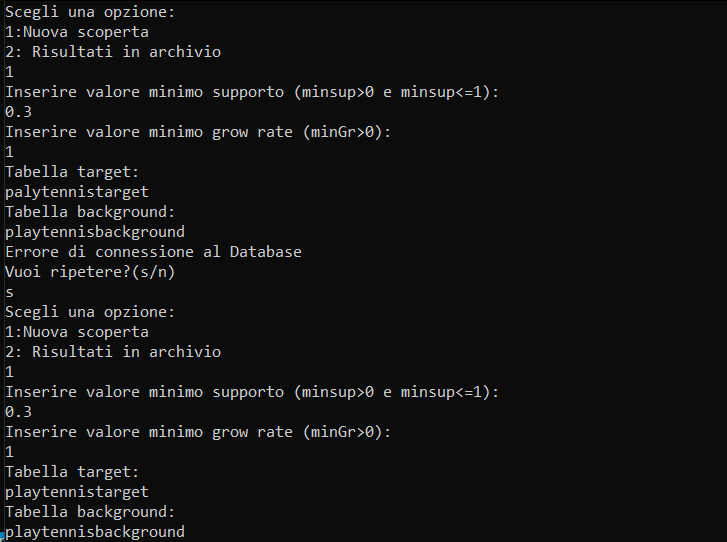 Scegli una opzione:
1:Nuova scoperta
2: Risultati in archivio
1
Inserire valore minimo supporto (minsup>0 e minsup<=1):
0.3
Inserire valore minimo grow rate (minGr>0):
1
Tabella target:
palytennistarget
Tabella background:
playtennisbackground
Errore di connessione al Database
Vuoi ripetere?(s/n)
s
Scegli una opzione:
1:Nuova scoperta
2: Risultati in archivio
1
Inserire valore minimo supporto (minsup>0 e minsup<=1):
0.3
Inserire valore minimo grow rate (minGr>0):
1
Tabella target:
playtennistarget
Tabella background:
playtennisbackground